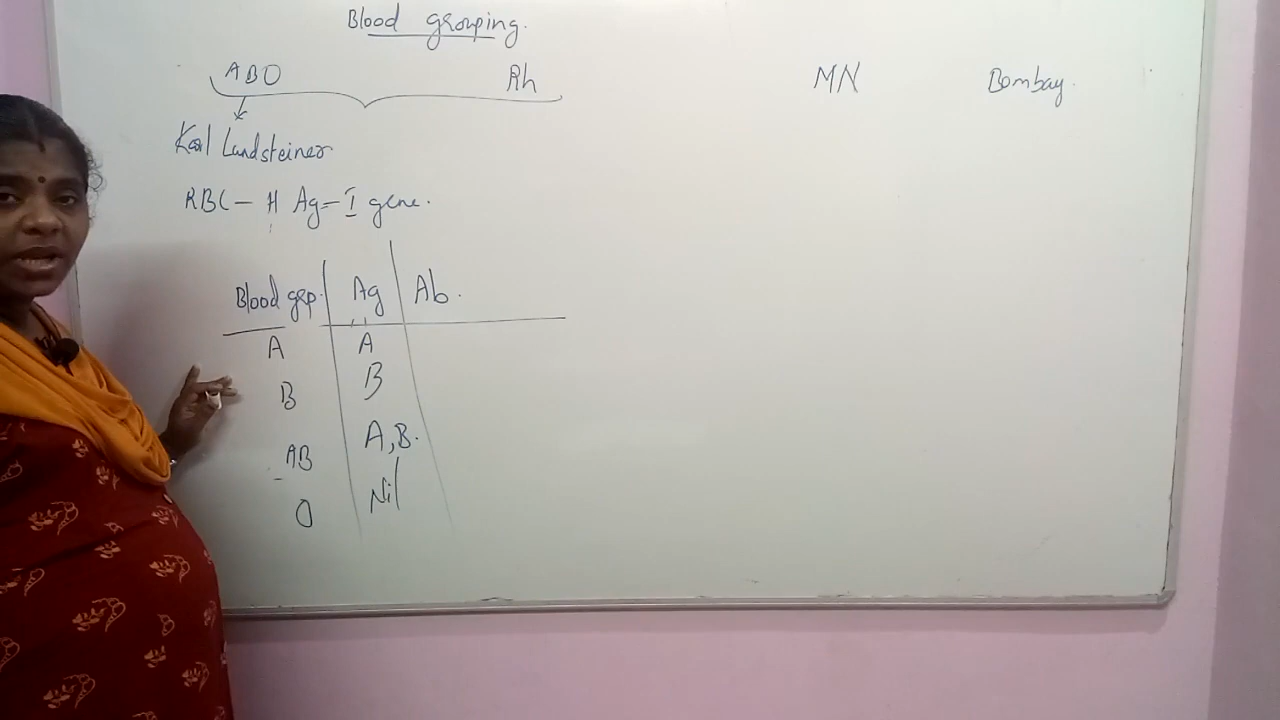 Blood grouping.
ABO Rh MN Bombay.
Karl Landsteiner
RBC - H Ag - I gene.
Blood grp. Ag Ab.
A A
B B
AB A, B.
O Nil